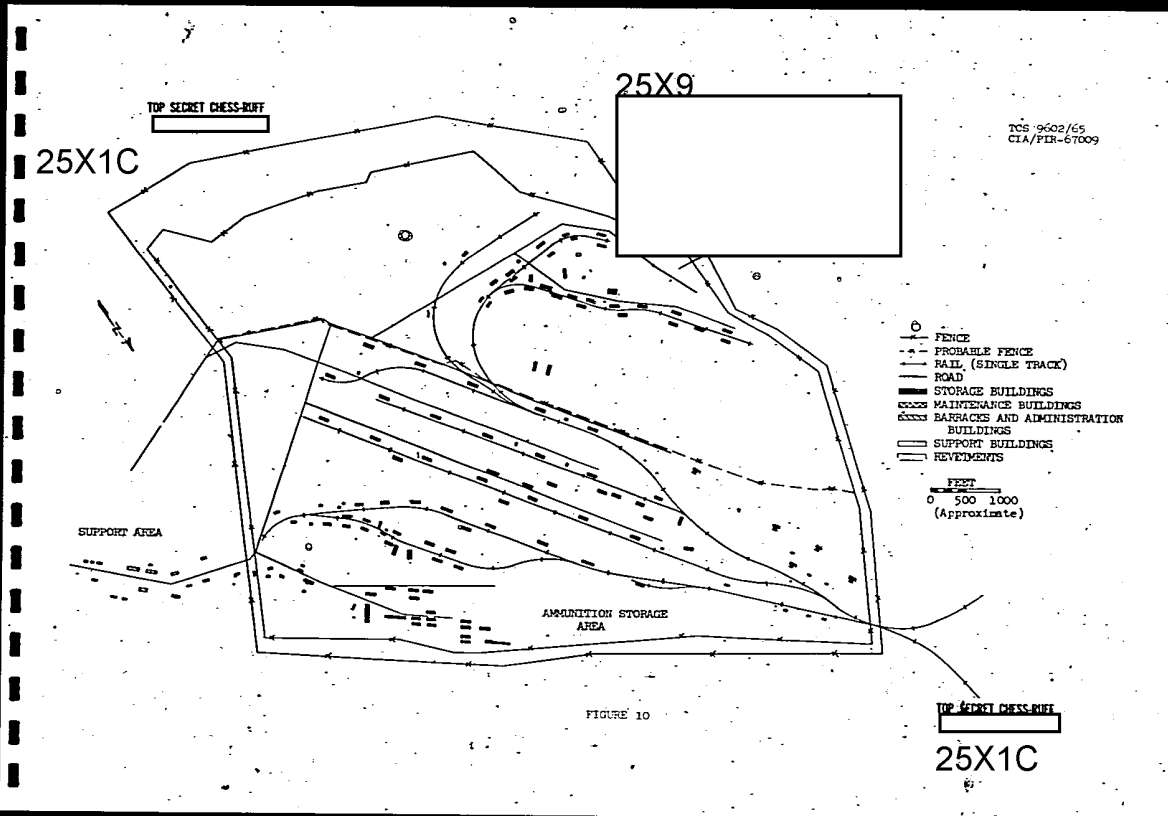 25X9
TOP SECRET CHESS-RUFF
TCS 9602/65
CIA/PIR-67009
25X1C
N
FENCE
PROBABLE FENCE
RAIL (SINGLE TRACK)
ROAD
STORAGE BUILDINGS
MAINTENANCE BUILDINGS
BARRACKS AND ADMINISTRATION
BUILDINGS
SUPPORT BUILDINGS
REVETMENTS
FEET
0 500 1000
(Approximate)
SUPPORT AREA
AMMUNITION STORAGE
AREA
FIGURE 10
TOP SECRET CHESS-RUFF
25X1C